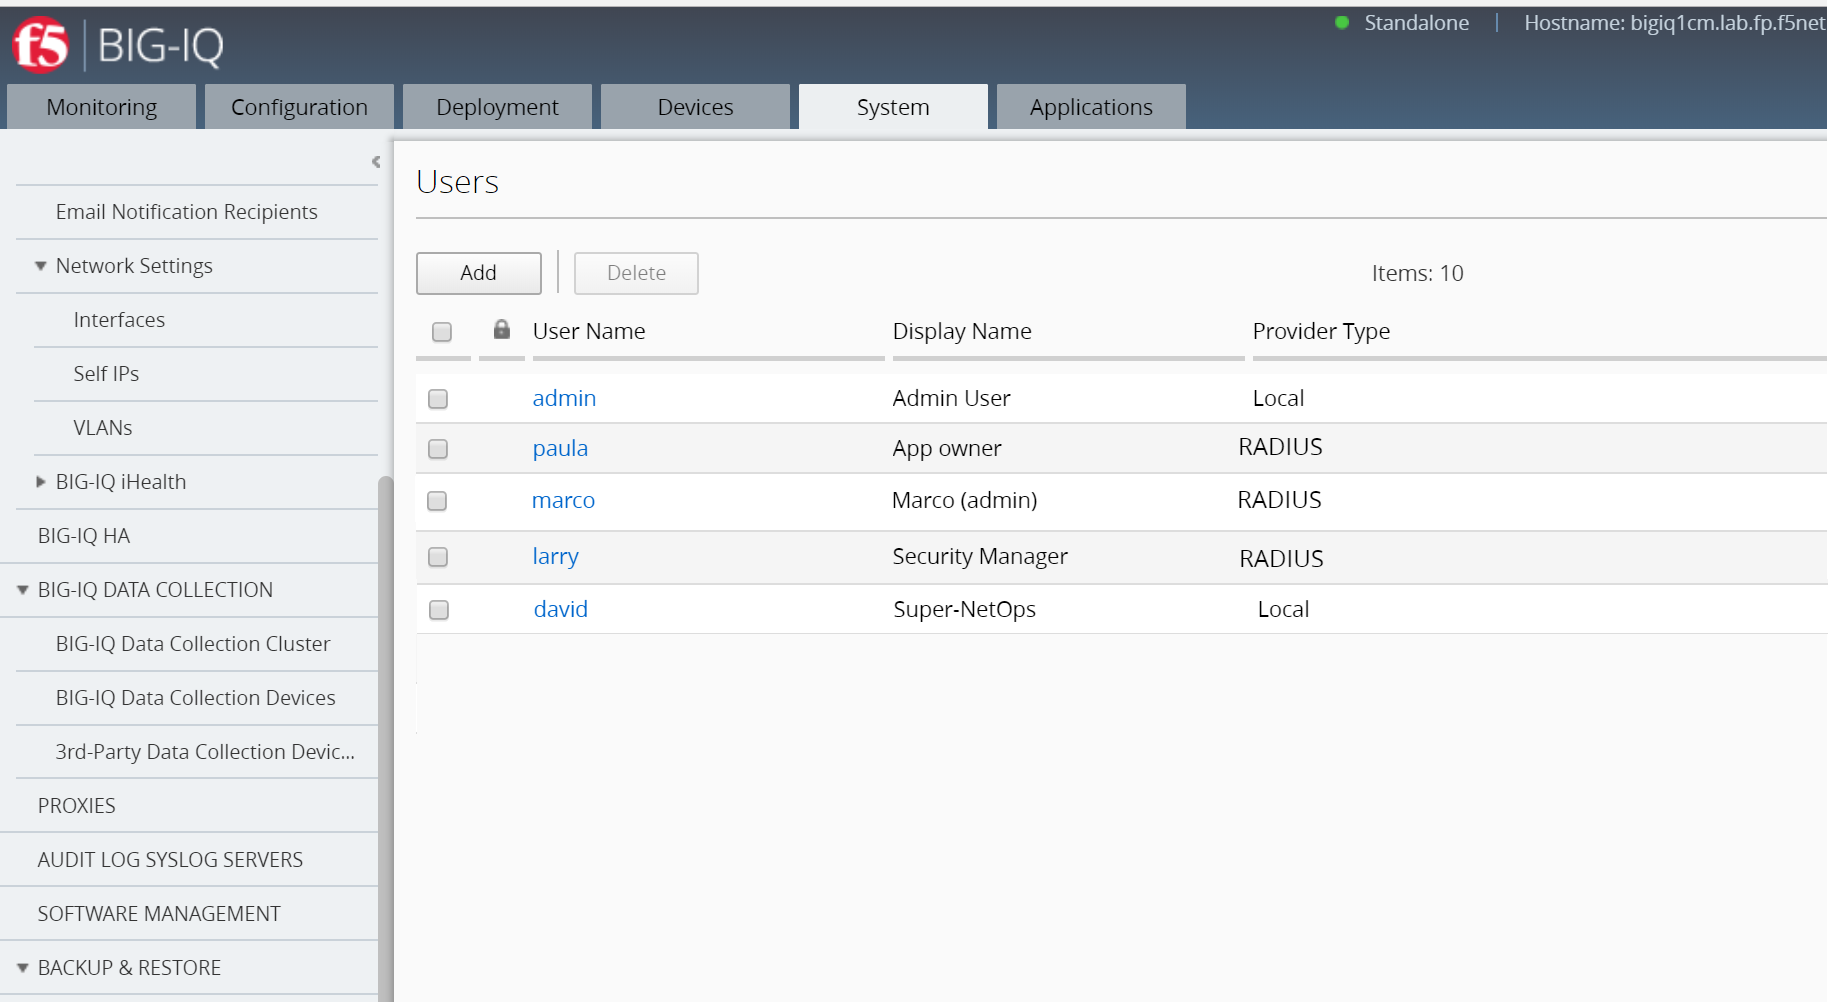 Standalone | Hostname: bigiq1cm.lab.fp.f5net
f5 BIG-IQ
Monitoring Configuration Deployment Devices System Applications
Email Notification Recipients
Network Settings
Interfaces
Self IPs
VLANs
BIG-IQ iHealth
BIG-IQ HA
BIG-IQ DATA COLLECTION
BIG-IQ Data Collection Cluster
BIG-IQ Data Collection Devices
3rd-Party Data Collection Devic...
PROXIES
AUDIT LOG SYSLOG SERVERS
SOFTWARE MANAGEMENT
BACKUP & RESTORE
Users
Add Delete Items: 10
User Name Display Name Provider Type
admin Admin User Local
paula App owner RADIUS
marco Marco (admin) RADIUS
larry Security Manager RADIUS
david Super-NetOps Local